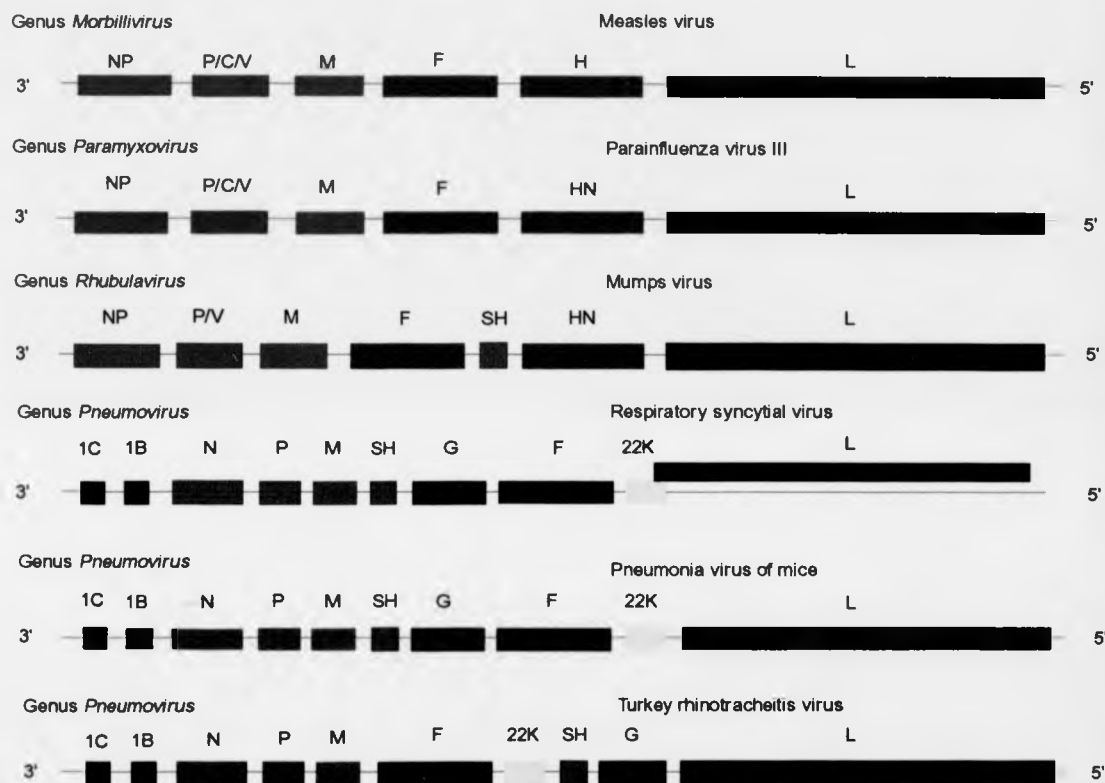 Genus Morbillivirus Measles virus
NP P/C/V M F H L
3' 5'
Genus Paramyxovirus Parainfluenza virus III
NP P/C/V M F HN L
3' 5'
Genus Rhubulavirus Mumps virus
NP P/V M F SH HN L
3' 5'
Genus Pneumovirus Respiratory syncytial virus
1C 1B N P M SH G F 22K L
3' 5'
Genus Pneumovirus Pneumonia virus of mice
1C 1B N P M SH G F 22K L
3' 5'
Genus Pneumovirus Turkey rhinotracheitis virus
1C 1B N P M F 22K SH G L
3' 5'